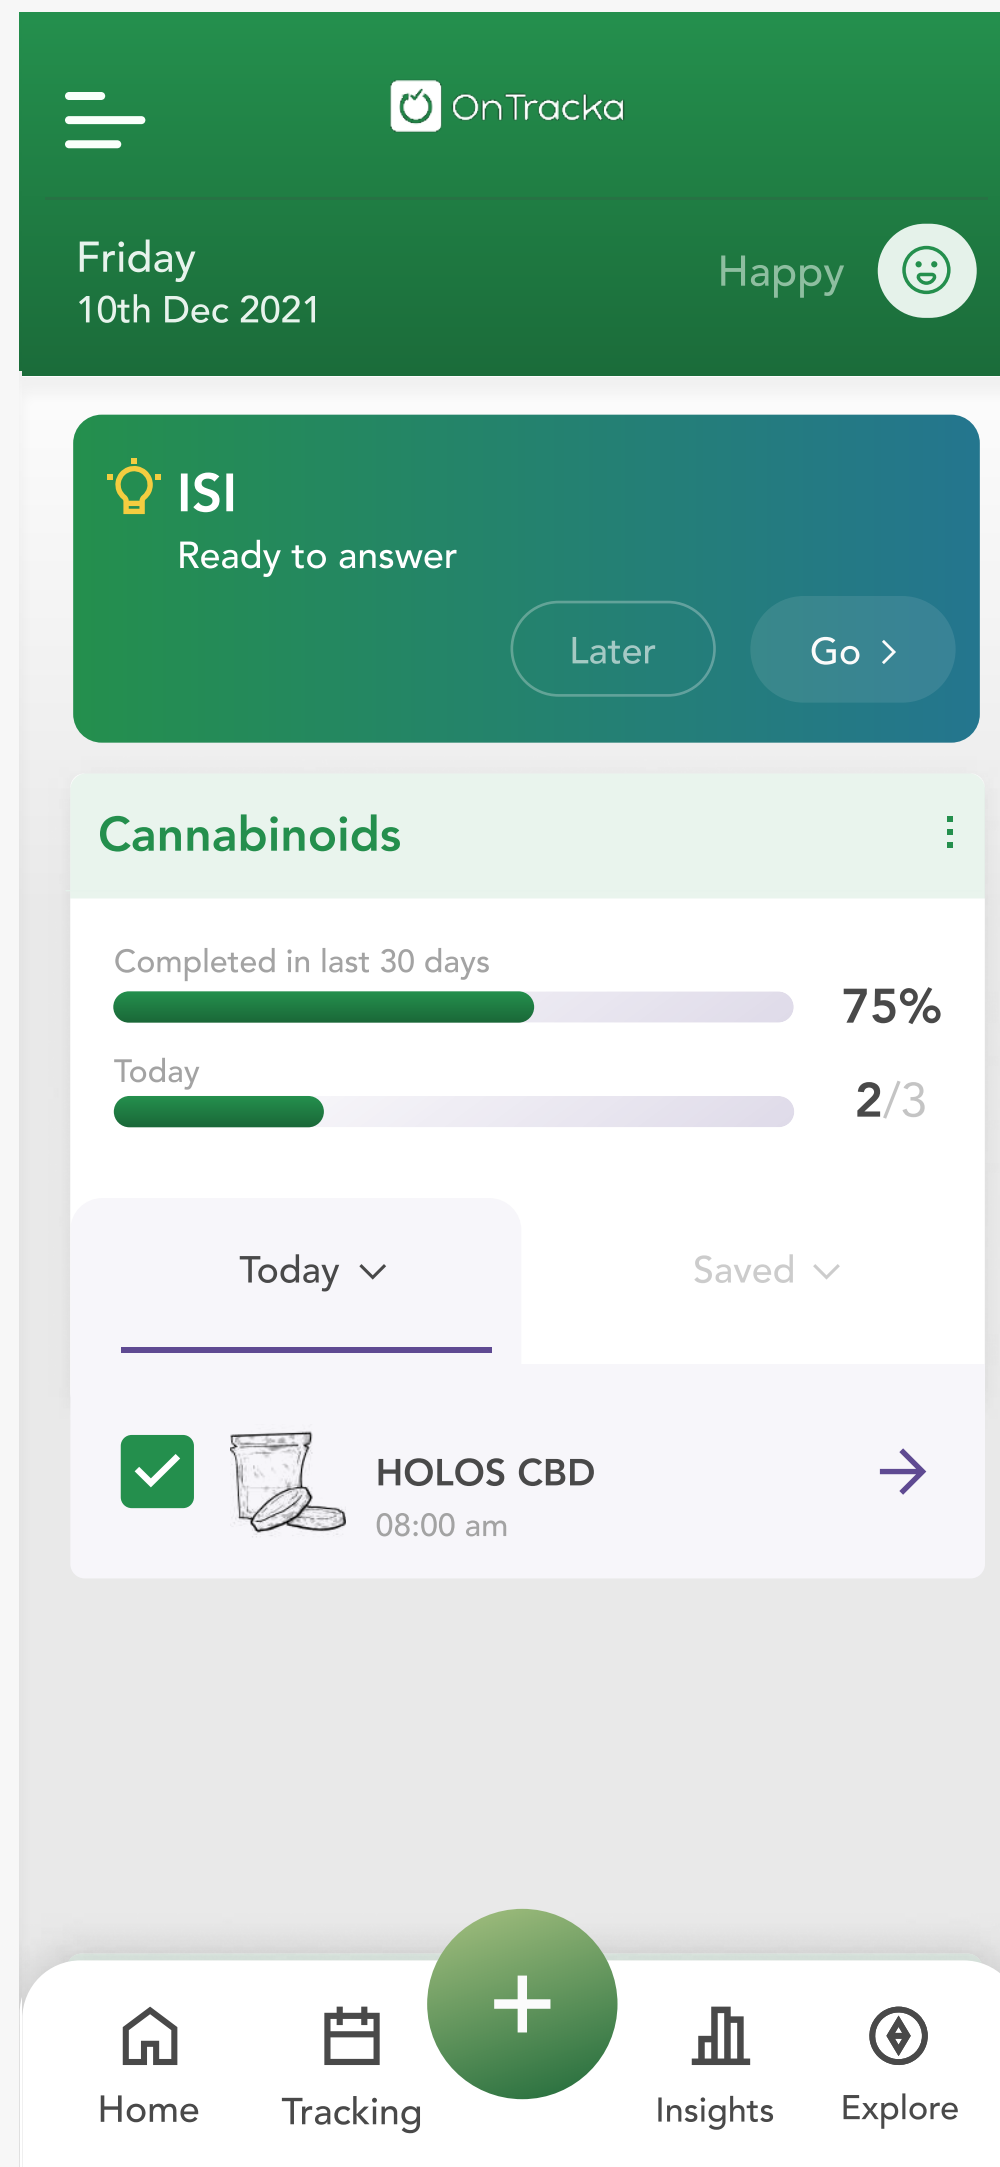 OnTracka
Friday
10th Dec 2021
Happy
ISI
Ready to answer
Later
Go
Cannabinoids
Completed in last 30 days
75%
Today
2/3
Today
Saved
HOLOS CBD
08:00 am
Home
Tracking
Insights
Explore